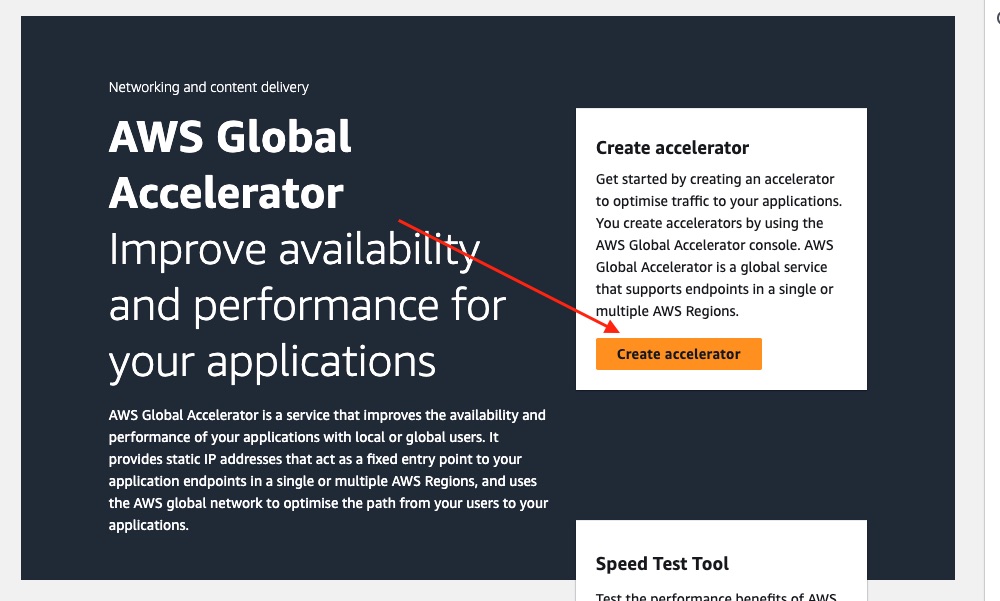 Networking and content delivery
AWS Global
Accelerator
Improve availability
and performance for
your applications
AWS Global Accelerator is a service that improves the availability and
performance of your applications with local or global users. It
provides static IP addresses that act as a fixed entry point to your
application endpoints in a single or multiple AWS Regions, and uses
the AWS global network to optimise the path from your users to your
applications.
Create accelerator
Get started by creating an accelerator
to optimise traffic to your applications.
You create accelerators by using the
AWS Global Accelerator console. AWS
Global Accelerator is a global service
that supports endpoints in a single or
multiple AWS Regions.
Create accelerator
Speed Test Tool
Test the performance benefits of AWS